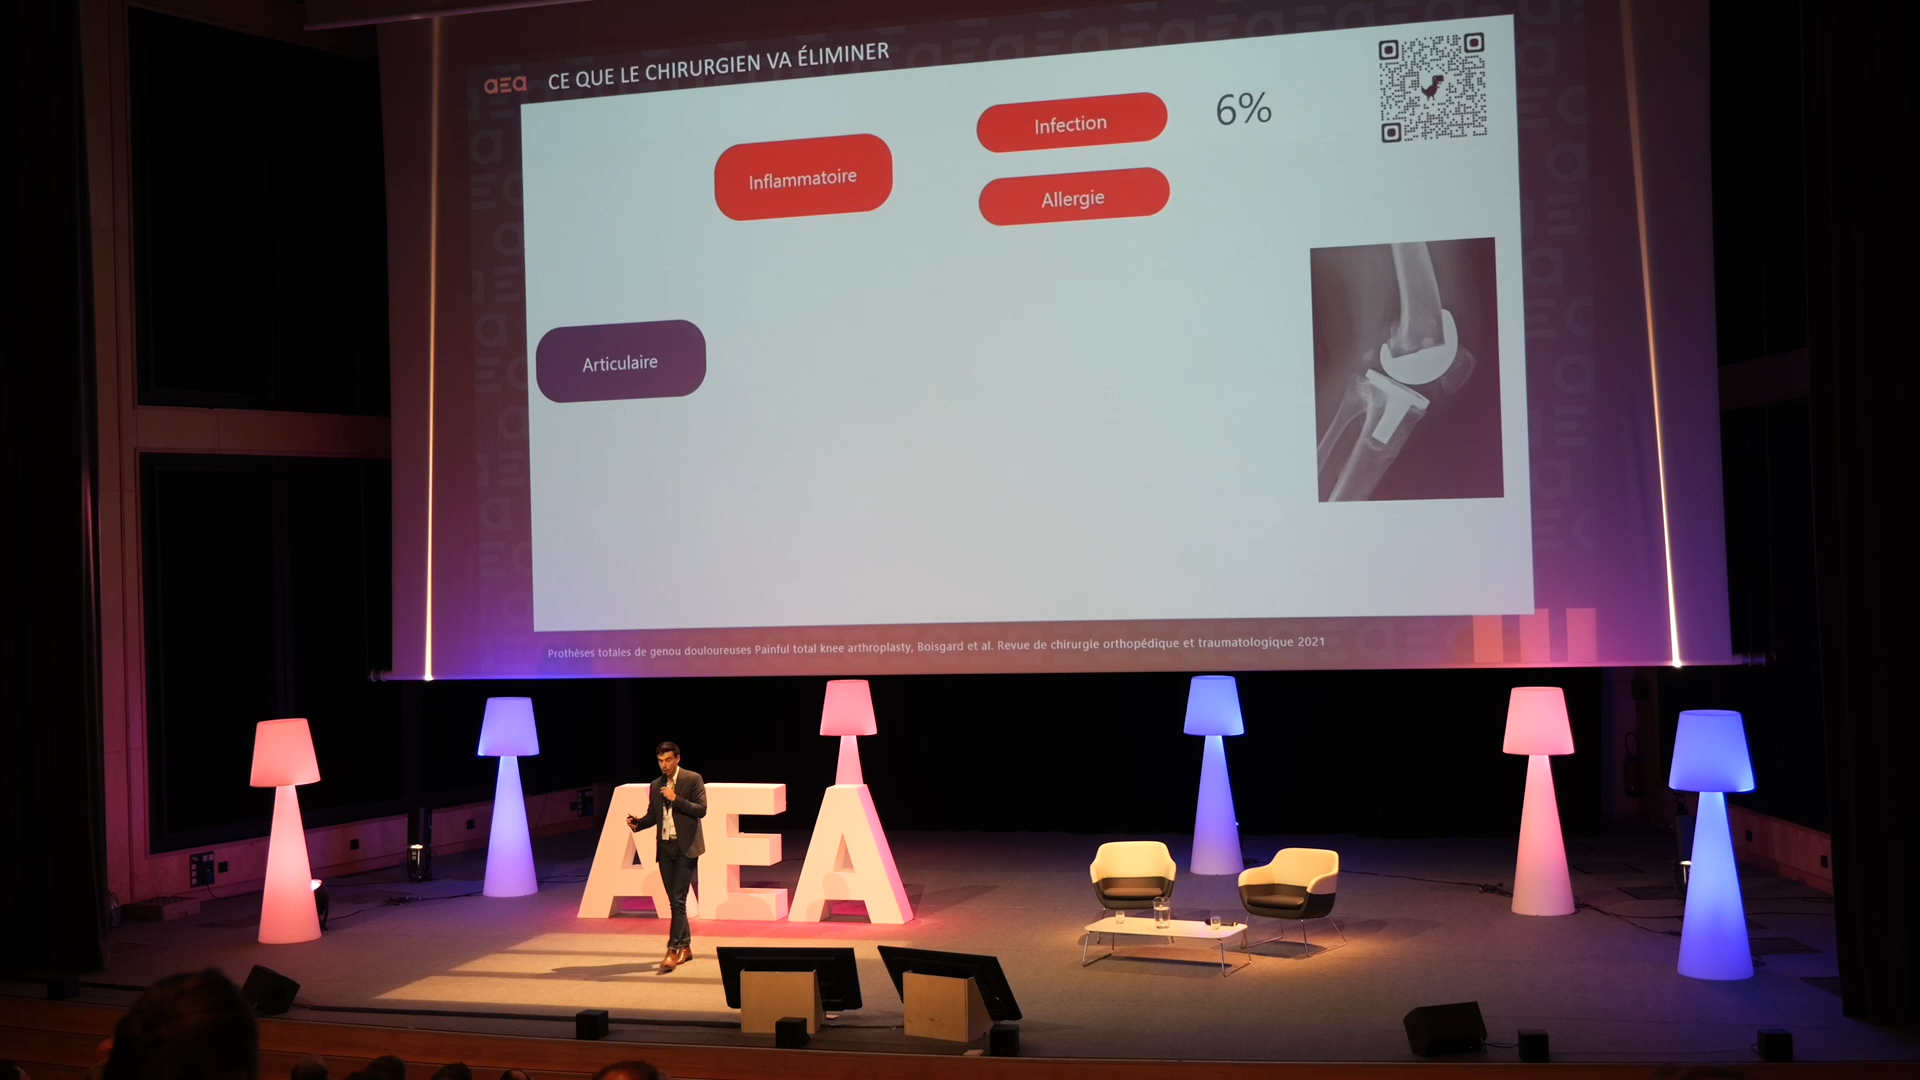 aea
CE QUE LE CHIRURGIEN VA ÉLIMINER
Infection
6%
Inflammatoire
Allergie
Articulaire
Prothèses totales de genou douloureuses Painful total knee arthroplasty, Boisgard et al. Revue de chirurgie orthopédique et traumatologique 2021
AEA